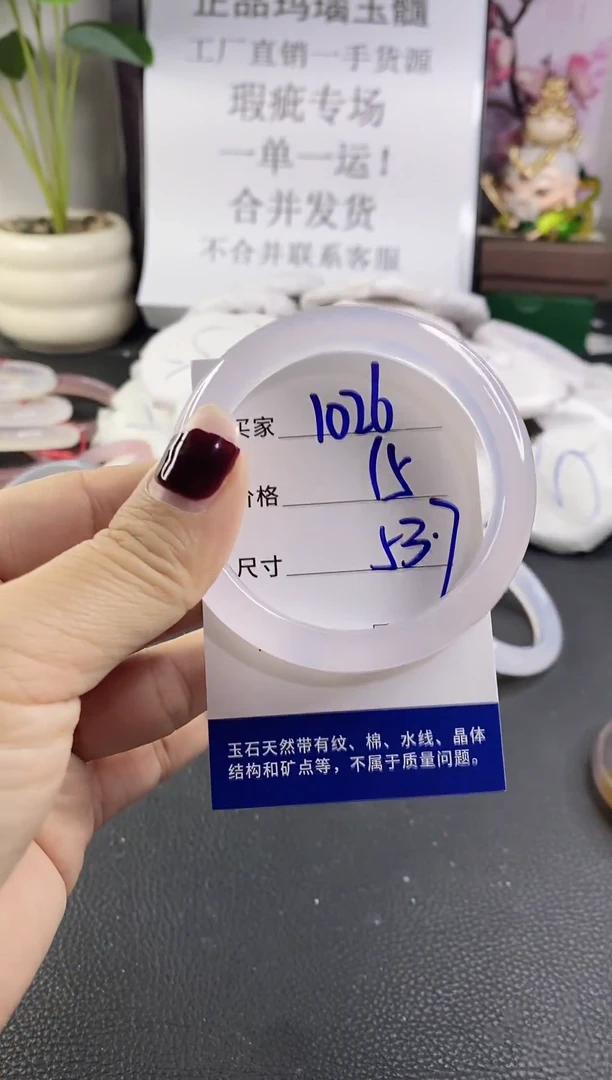 正品玛瑙玉髓
工厂直销一手货源
瑕疵专场
一单一运！
合并发货
不合并联系客服
买家 1026
价格 15
尺寸 53.7
玉石天然带有纹、棉、水线、晶体
结构和矿点等，不属于质量问题。